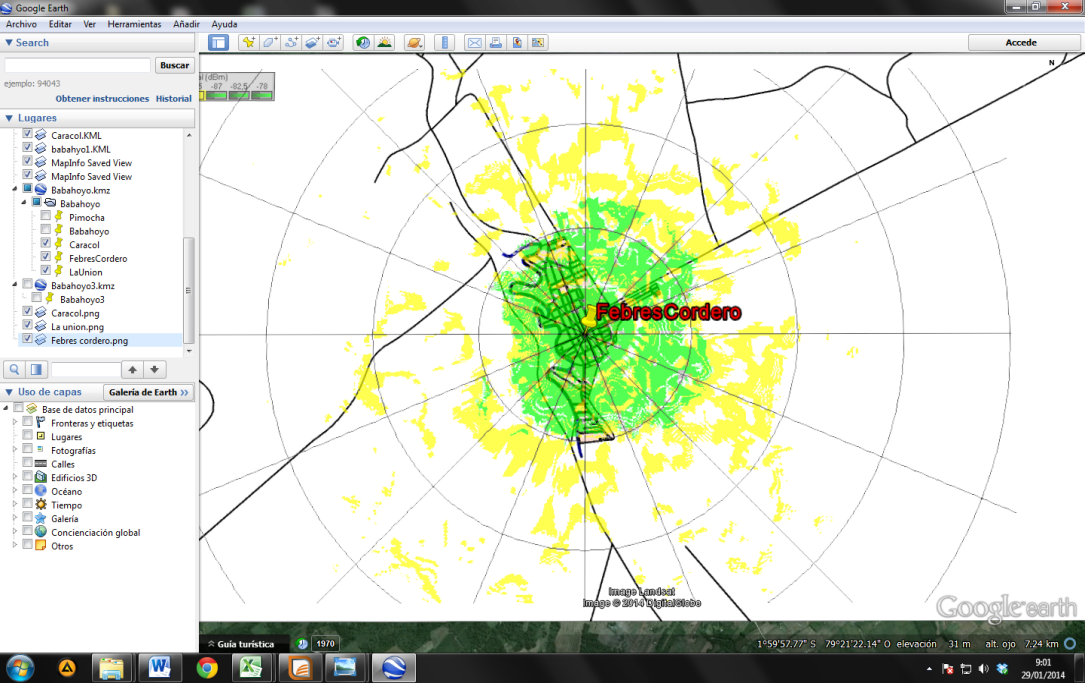 Google Earth
Archivo Editar Ver Herramientas Añadir Ayuda
Search
Accede
Buscar
ejemplo: 94043
Obtener instrucciones Historial
(dBm)
-87 -82,5 -78
N
Lugares
Caracol.KML
babahyo1.KML
MapInfo Saved View
MapInfo Saved View
Babahoyo.kmz
Babahoyo
Pimocha
Babahoyo
Caracol
FebresCordero
LaUnion
Babahoyo3.kmz
Babahoyo3
Caracol.png
La union.png
Febres cordero.png
FebresCordero
Uso de capas Galería de Earth >>
Base de datos principal
Fronteras y etiquetas
Lugares
Fotografías
Calles
Edificios 3D
Océano
Tiempo
Galería
Concienciación global
Otros
Image Landsat
Image © 2014 DigitalGlobe
Google earth
Guía turística 1970 1°59'57.77" S 79°21'22.14" O elevación 31 m alt. ojo 7.24 km
9:01
29/01/2014